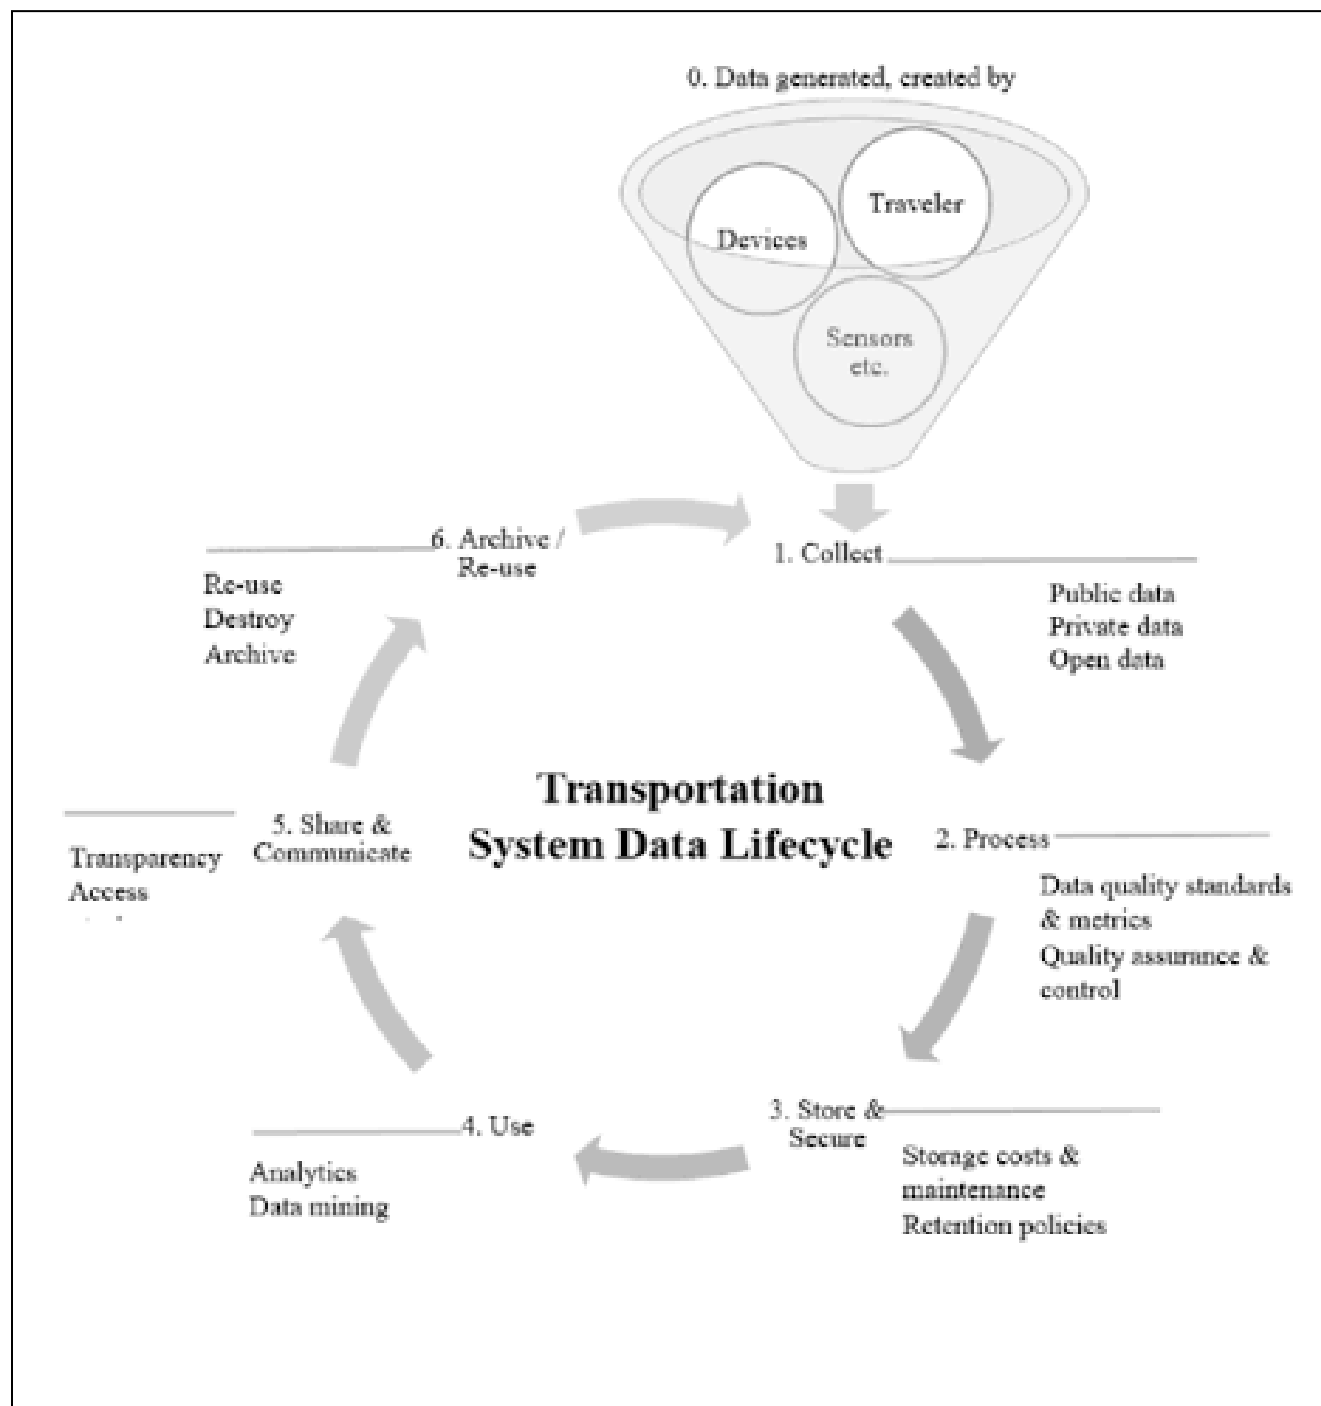 0. Data generated, created by
Devices
Traveler
Sensors
etc.
1. Collect
Public data
Private data
Open data
2. Process
Data quality standards
& metrics
Quality assurance &
control
3. Store &
Secure
Storage costs &
maintenance
Retention policies
4. Use
Analytics
Data mining
5. Share &
Communicate
Transparency
Access
6. Archive /
Re-use
Re-use
Destroy
Archive
Transportation
System Data Lifecycle